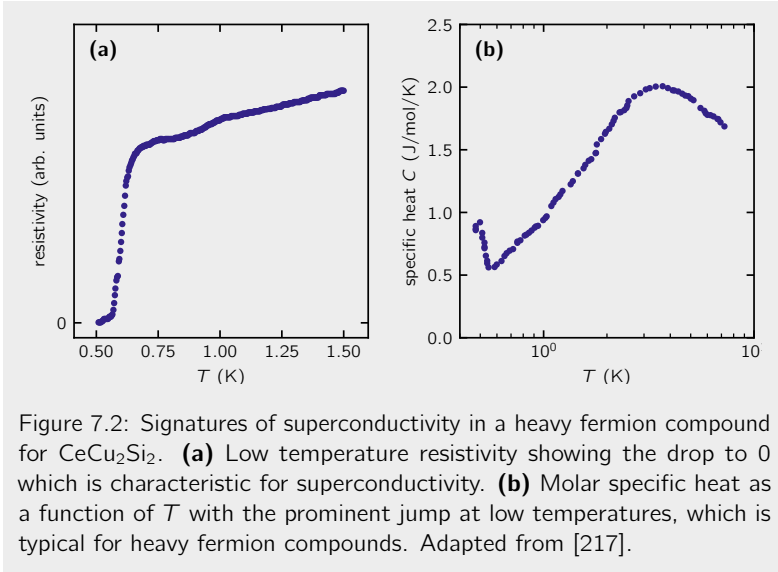 (a)
resistivity (arb. units)
0
0.50 0.75 1.00 1.25 1.50
T (K)
(b)
specific heat C (J/mol/K)
2.5
2.0
1.5
1.0
0.5
0.0
10⁰ 10
T (K)
Figure 7.2: Signatures of superconductivity in a heavy fermion compound
for CeCu₂Si₂. (a) Low temperature resistivity showing the drop to 0
which is characteristic for superconductivity. (b) Molar specific heat as
a function of T with the prominent jump at low temperatures, which is
typical for heavy fermion compounds. Adapted from [217].